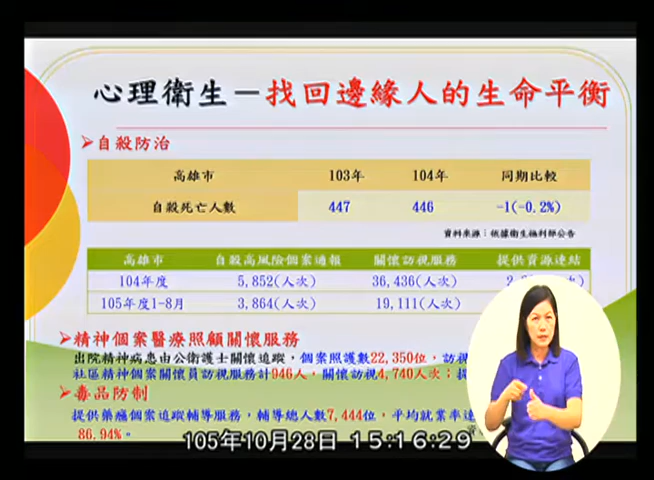 心理衛生－找回邊緣人的生命平衡
➢自殺防治
高雄市 103年 104年 同期比較
自殺死亡人數 447 446 -1(-0.2%)
資料來源：依據衛生福利部公告
高雄市 自殺高風險個案通報 關懷訪視服務 提供資源連結
104年度 5,852(人次) 36,436(人次) 人次)
105年度1-8月 3,864(人次) 19,111(人次)
➢精神個案醫療照顧關懷服務
出院精神病患由公衛護士關懷追蹤，個案照護數22,350位，訪視
社區精神個案關懷員訪視服務計946人，關懷訪視4,740人次；提
➢毒品防制
提供藥癮個案追蹤輔導服務，輔導總人數7,444位，平均就業率達
86.94%。
105年10月28日 15:16:29